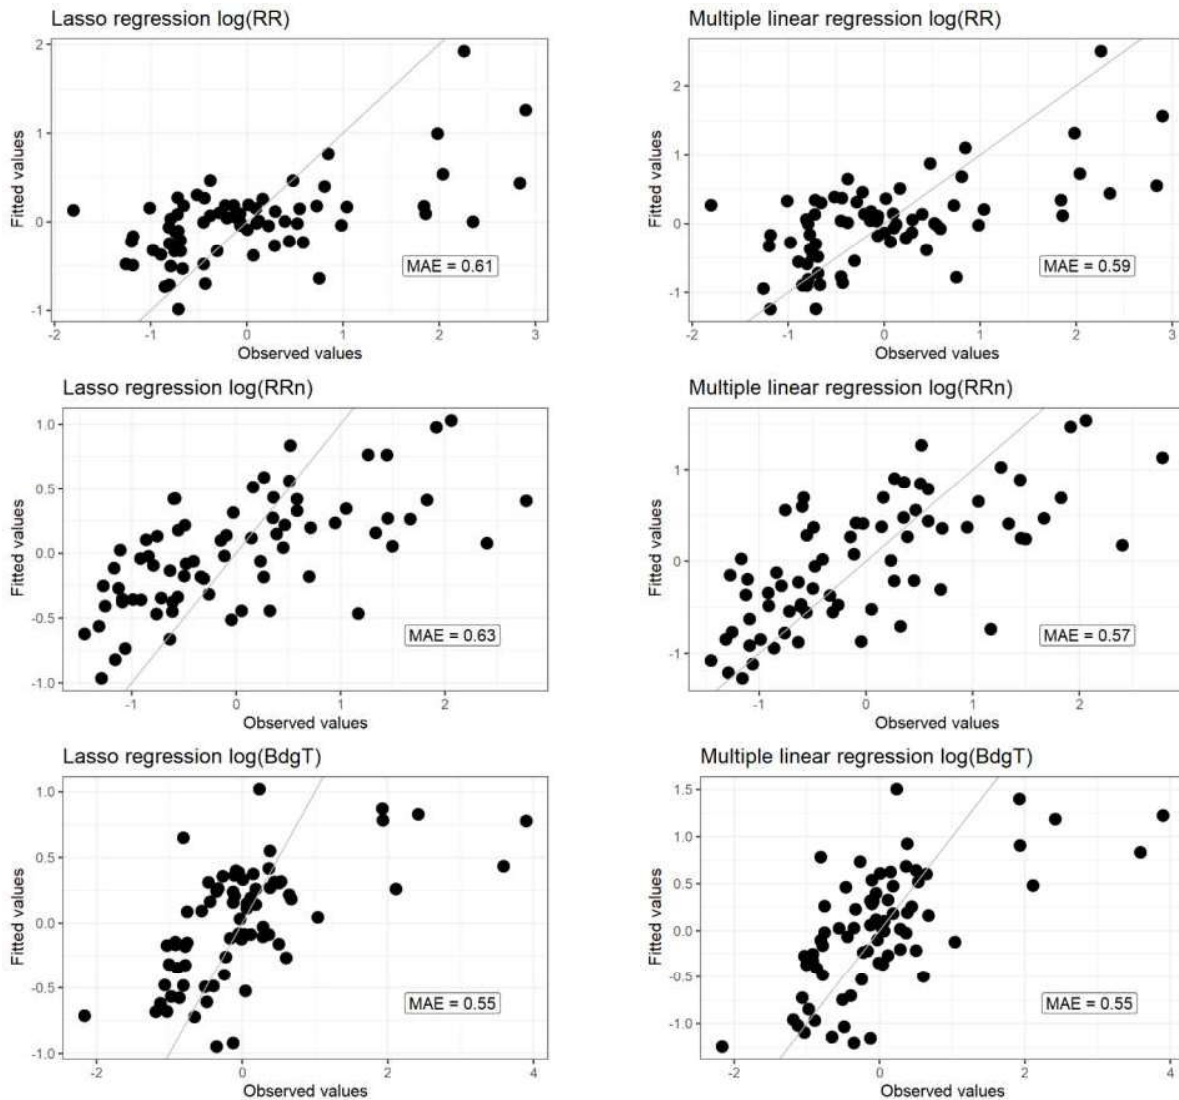 Lasso regression log(RR)
2
1
0
-1
Fitted values
MAE = 0.61
-2 -1 0 1 2 3
Observed values
Multiple linear regression log(RR)
2
1
0
-1
Fitted values
MAE = 0.59
-2 -1 0 1 2 3
Observed values
Lasso regression log(RRn)
1.0
0.5
0.0
-0.5
-1.0
Fitted values
MAE = 0.63
-1 0 1 2
Observed values
Multiple linear regression log(RRn)
1
0
-1
Fitted values
MAE = 0.57
-1 0 1 2
Observed values
Lasso regression log(BdgT)
1.0
0.5
0.0
-0.5
-1.0
Fitted values
MAE = 0.55
-2 0 2 4
Observed values
Multiple linear regression log(BdgT)
1.5
1.0
0.5
0.0
-0.5
-1.0
Fitted values
MAE = 0.55
-2 0 2 4
Observed values